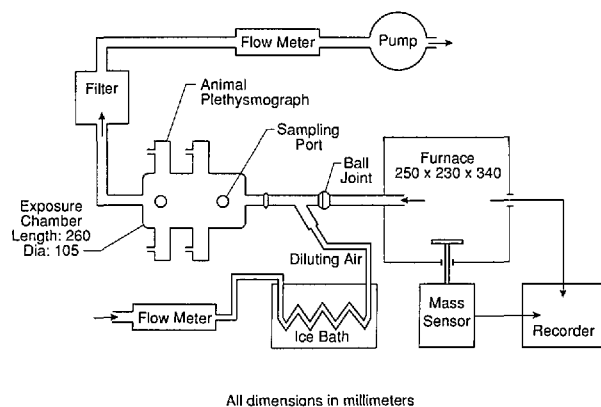 Flow Meter
Pump
Filter
Animal
Plethysmograph
Sampling
Port
Ball
Joint
Furnace
250 x 230 x 340
Exposure
Chamber
Length: 260
Dia: 105
Diluting Air
Flow Meter
Ice Bath
Mass
Sensor
Recorder
All dimensions in millimeters